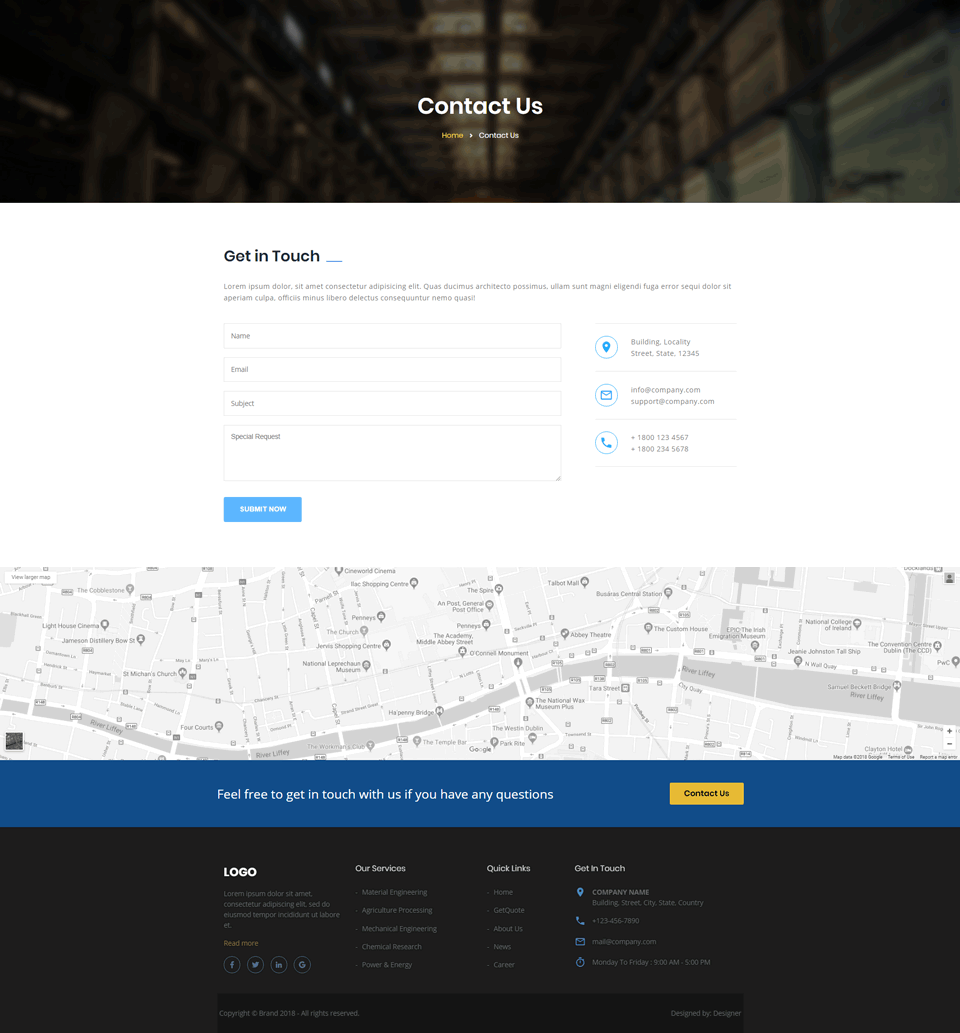 Contact Us
Home > Contact Us
Get in Touch
Lorem ipsum dolor, sit amet consectetur adipisicing elit. Quas ducimus architecto possimus, ullam sunt magni eligendi fuga error sequi dolor sit
aperiam culpa, officiis minus libero delectus consequuntur nemo quasi!
Name
Email
Subject
Special Request
SUBMIT NOW
Building, Locality
Street, State, 12345
info@company.com
support@company.com
+ 1800 123 4567
+ 1800 234 5678
View larger map
Cineworld Cinema
Ilac Shopping Centre
The Spire
Talbot Mall
The Cobblestone
An Post, General
Post Office
Busáras Central Station
Penneys
Penneys
Light House Cinema
Jameson Distillery Bow St
The Church
Jervis Shopping Centre
The Academy,
Middle Abbey Street
Abbey Theatre
The Custom House
EPIC The Irish
Emigration Museum
National College
of Ireland
Jeanie Johnston Tall Ship
The Convention Centre
Dublin (The CCD)
PwC
National Leprechaun
Museum
O'Connell Monument
St Michan's Church
N Wall Quay
River Liffey
City Quay
River Liffey
Samuel Beckett Bridge
Tara Street
The National Wax
Museum Plus
Ha'penny Bridge
Four Courts
River Liffey
River Liffey
The Workman's Club
The Temple Bar
The Westin Dublin
Park Rite
Google
Clayton Hotel
Map data ©2018 Google
Terms of Use
Report a map error
Feel free to get in touch with us if you have any questions
Contact Us
LOGO
Lorem ipsum dolor sit amet,
consectetur adipiscing elit, sed do
eiusmod tempor incididunt ut labore
et.
Read more
Our Services
- Material Engineering
- Agriculture Processing
- Mechanical Engineering
- Chemical Research
- Power & Energy
Quick Links
- Home
- GetQuote
- About Us
- News
- Career
Get In Touch
COMPANY NAME
Building, Street, City, State, Country
+123-456-7890
mail@company.com
Monday To Friday : 9:00 AM - 5:00 PM
Copyright © Brand 2018 - All rights reserved.
Designed by: Designer